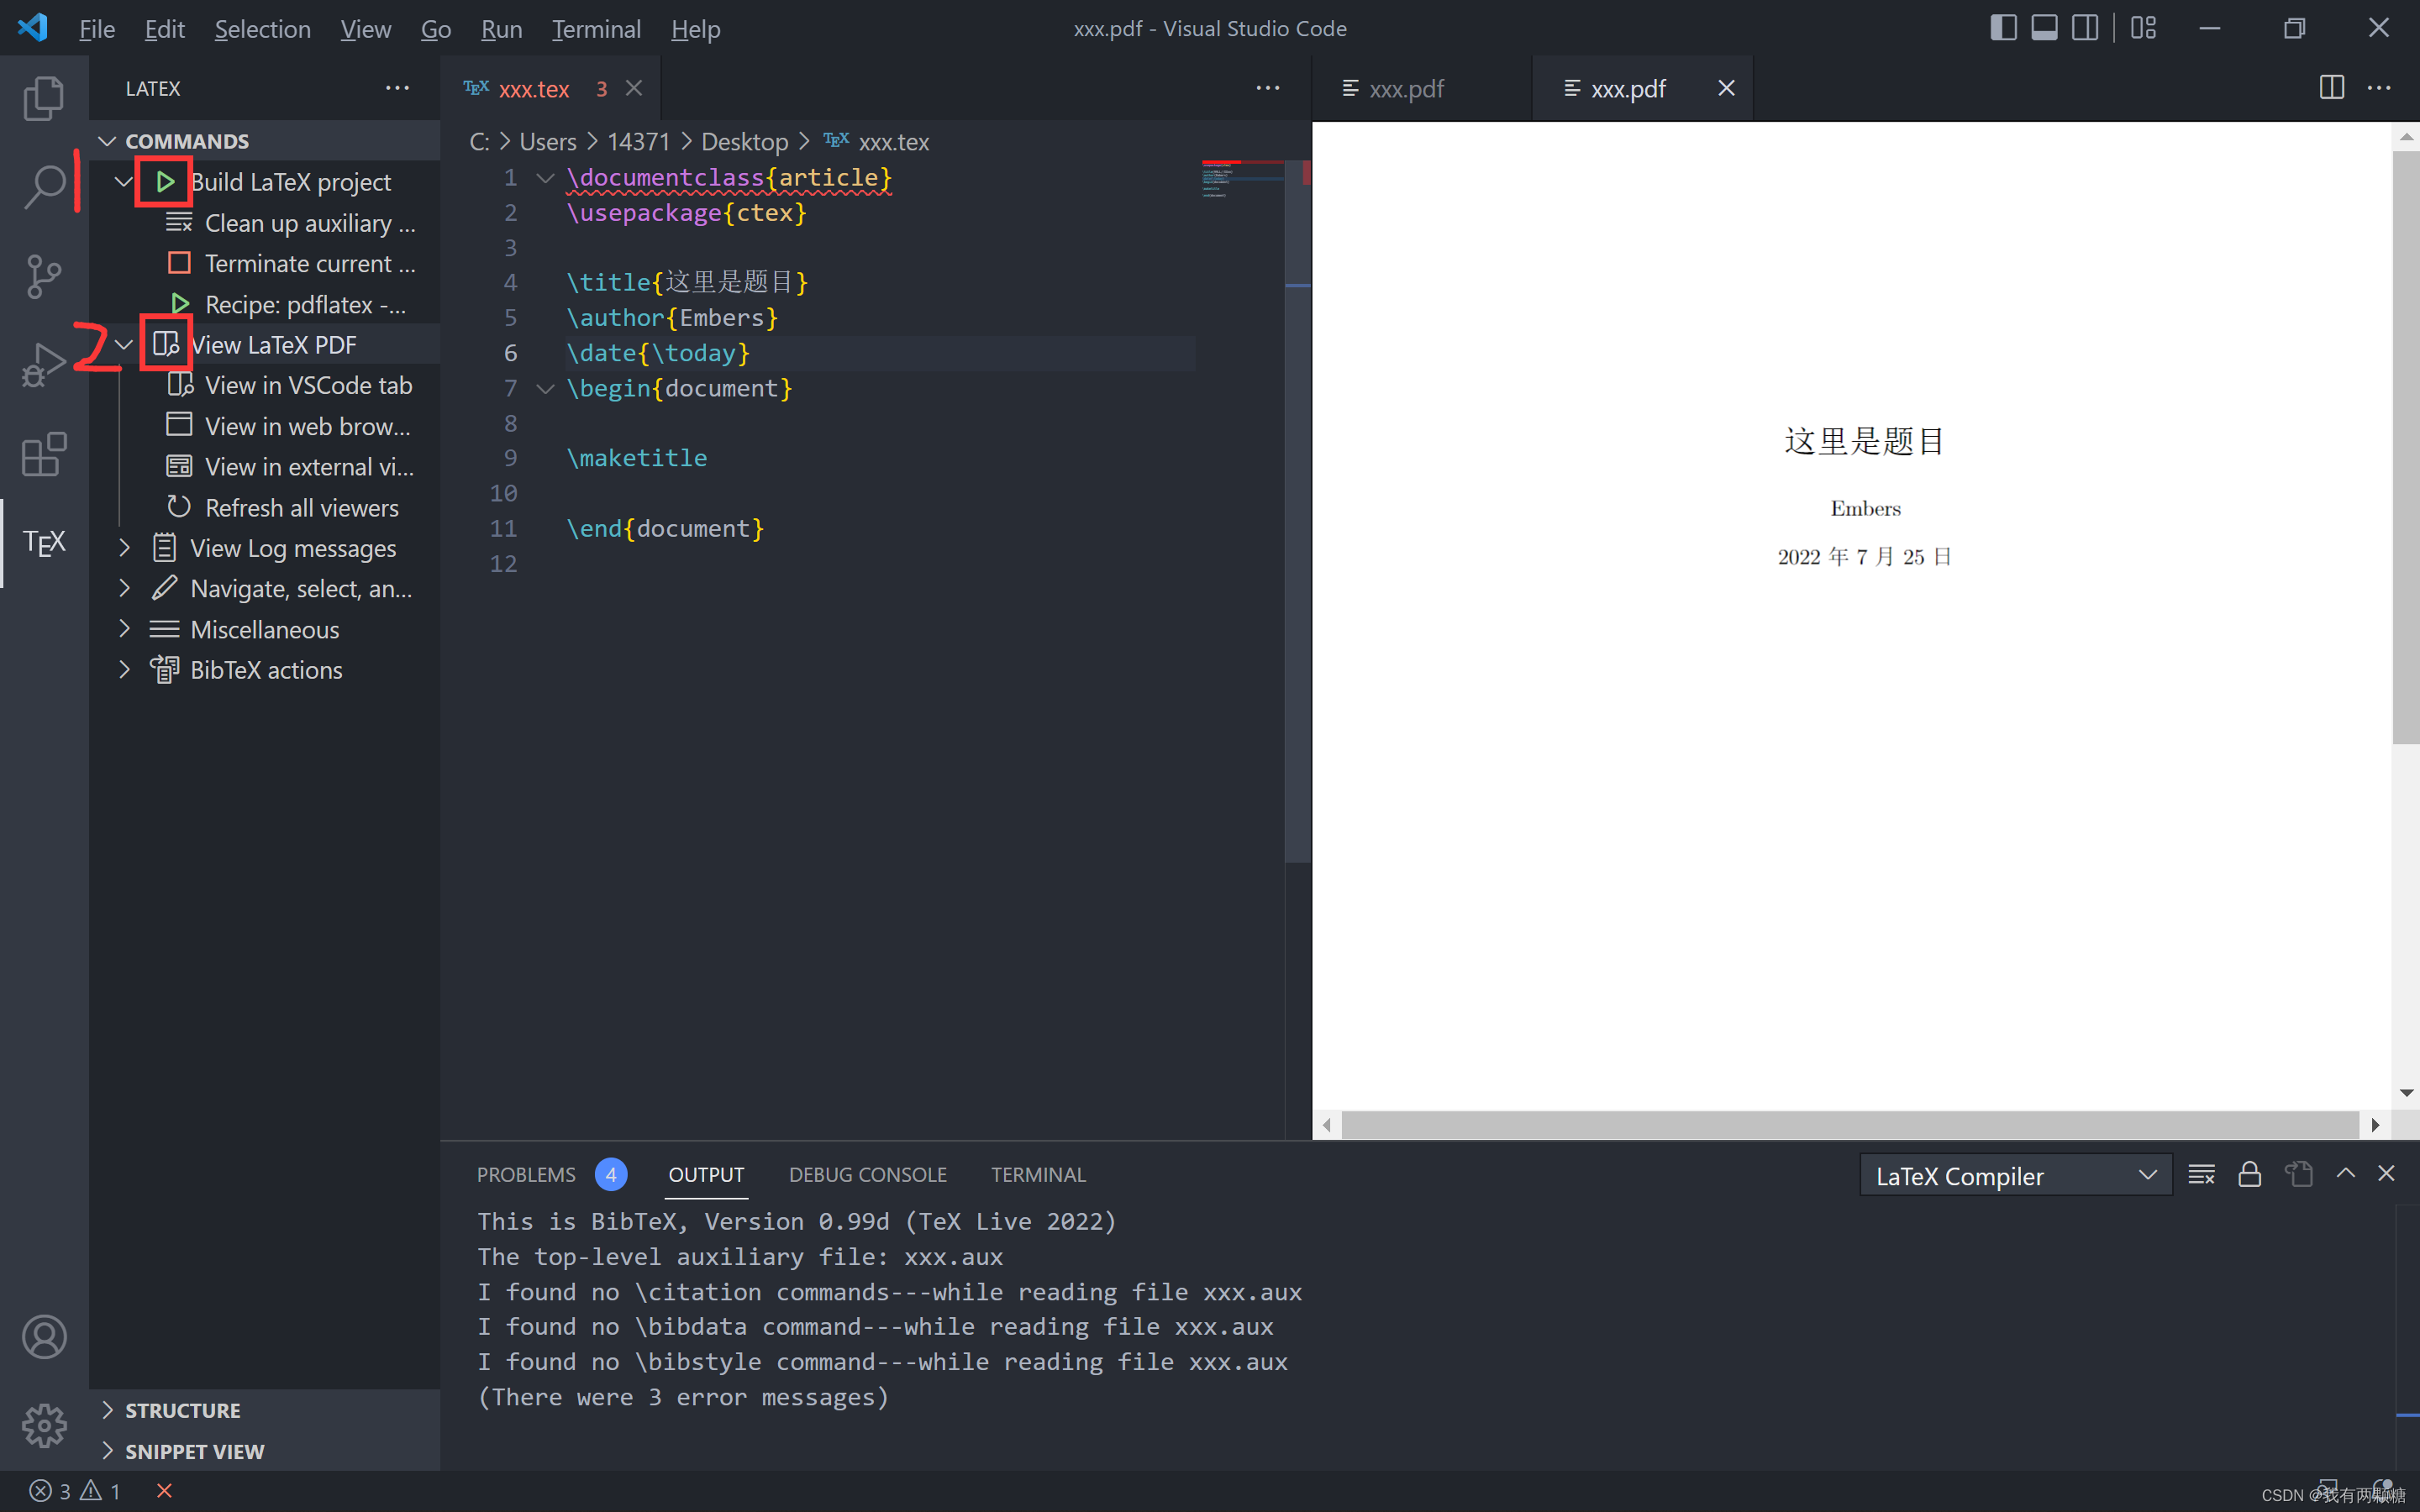 File Edit Selection View Go Run Terminal Help
xxx.pdf - Visual Studio Code
LATEX
COMMANDS
1
Build LaTeX project
Clean up auxiliary ...
Terminate current ...
Recipe: pdflatex -...
2
View LaTeX PDF
View in VSCode tab
View in web brow...
View in external vi...
Refresh all viewers
View Log messages
Navigate, select, an...
Miscellaneous
BibTeX actions
TEX
STRUCTURE
SNIPPET VIEW
TEX xxx.tex 3
C: > Users > 14371 > Desktop > TEX xxx.tex
1 \documentclass{article}
2 \usepackage{ctex}
3
4 \title{这里是题目}
5 \author{Embers}
6 \date{\today}
7 \begin{document}
8
9 \maketitle
10
11 \end{document}
12
xxx.pdf xxx.pdf
这里是题目
Embers
2022 年 7 月 25 日
PROBLEMS 4 OUTPUT DEBUG CONSOLE TERMINAL
LaTeX Compiler
This is BibTeX, Version 0.99d (TeX Live 2022)
The top-level auxiliary file: xxx.aux
I found no \citation commands---while reading file xxx.aux
I found no \bibdata command---while reading file xxx.aux
I found no \bibstyle command---while reading file xxx.aux
(There were 3 error messages)
3 1
CSDN @我有两颗糖